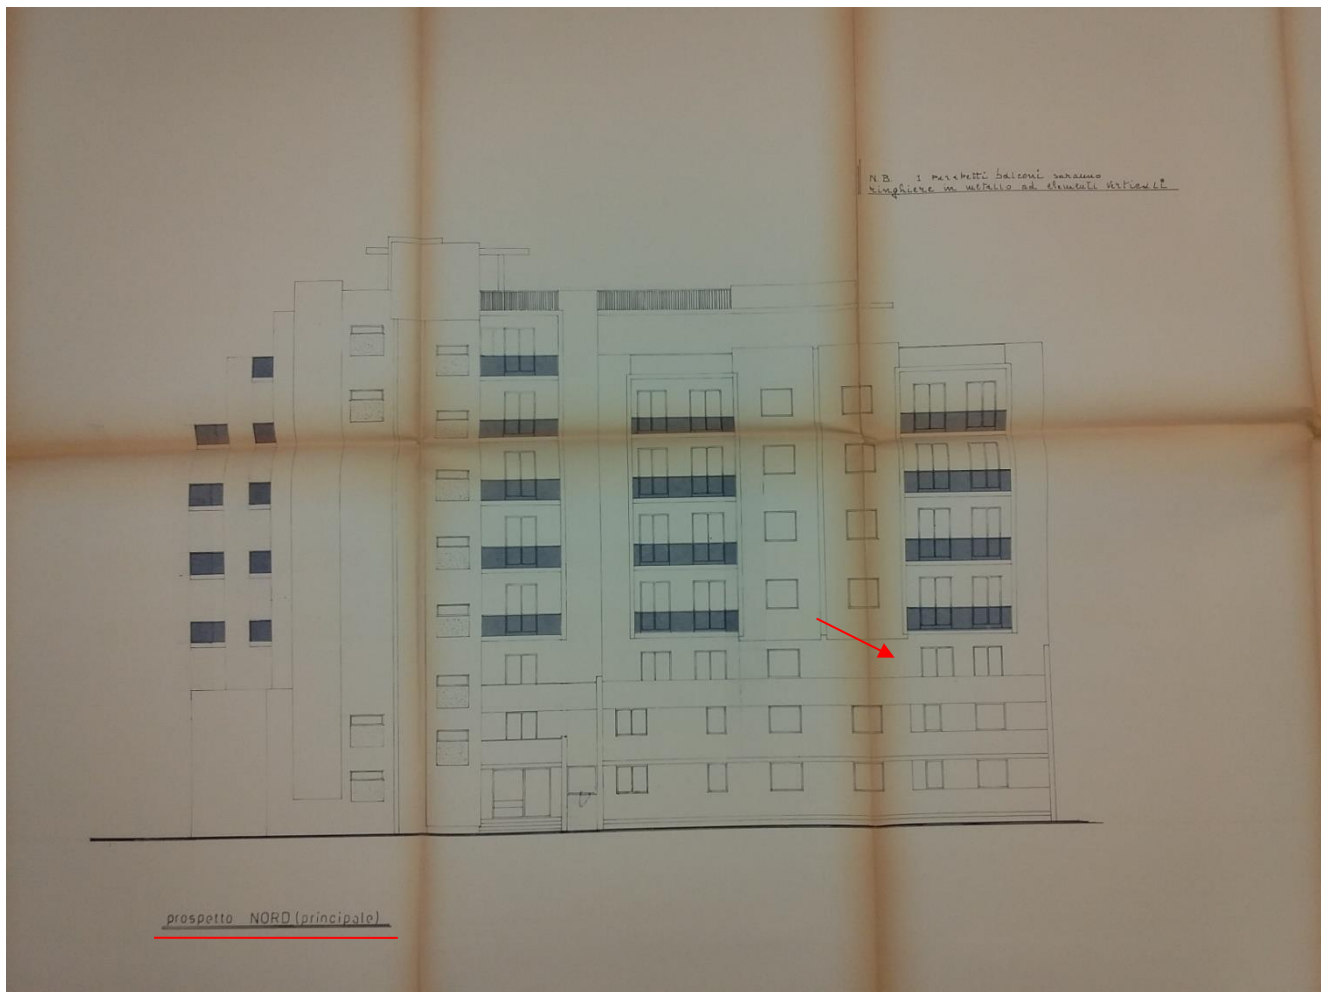 N.B. I parapetti balconi saranno
ringhiere in metallo ad elementi verticali
prospetto NORD (principale)